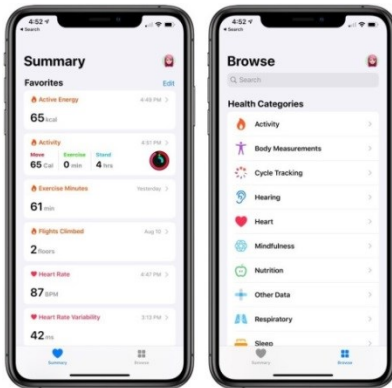 4:52
Search
Summary
Favorites
Edit
Active Energy
4:48 PM
65 kcal
Activity
4:51 PM
Move
Exercise
Stand
65 Cal
0 min
4 hrs
Exercise Minutes
Yesterday
61 min
Flights Climbed
Aug 10
2 floors
Heart Rate
4:47 PM
87 BPM
Heart Rate Variability
3:13 PM
42 ms
Summary
Browse
4:52
Search
Browse
Search
Health Categories
Activity
Body Measurements
Cycle Tracking
Hearing
Heart
Mindfulness
Nutrition
Other Data
Respiratory
Sleep
Summary
Browse